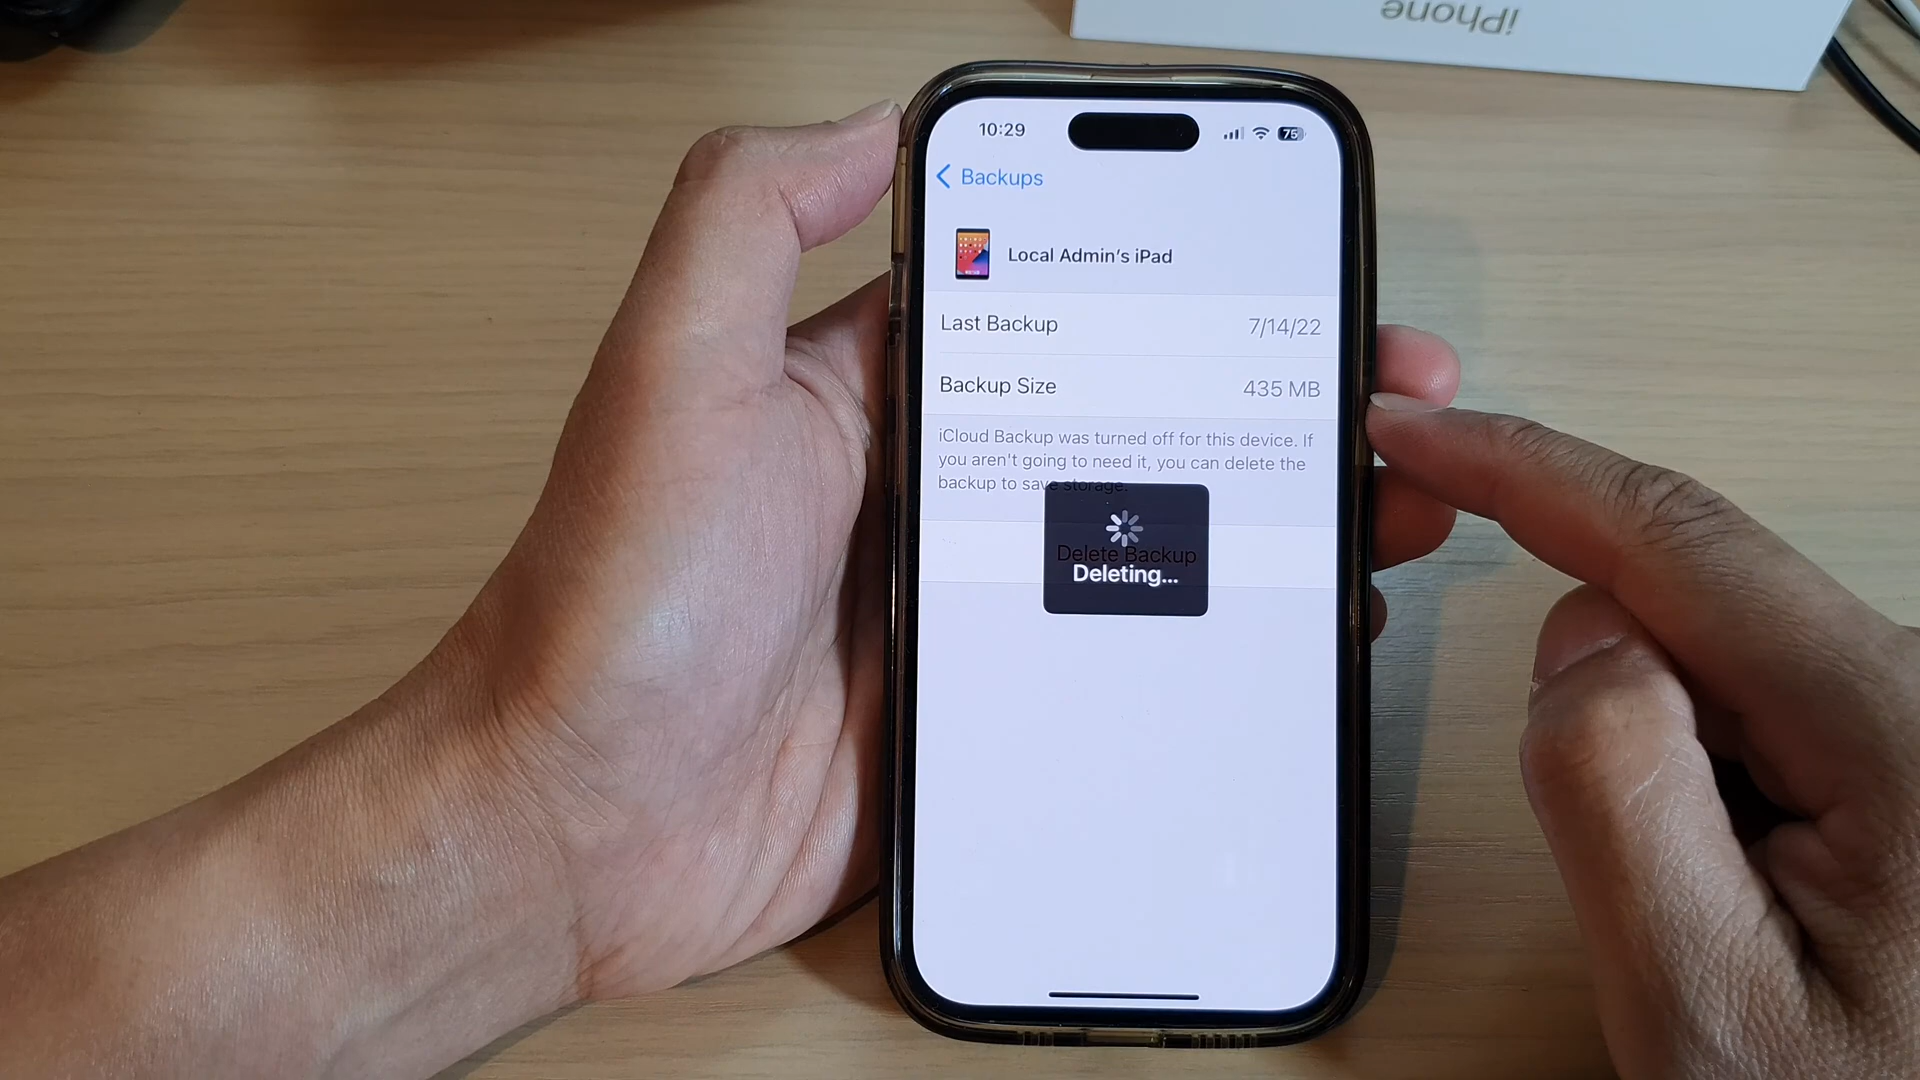 iPhone
10:29
75
Backups
Local Admin's iPad
Last Backup 7/14/22
Backup Size 435 MB
iCloud Backup was turned off for this device. If
you aren't going to need it, you can delete the
backup to save storage.
Delete Backup
Deleting...